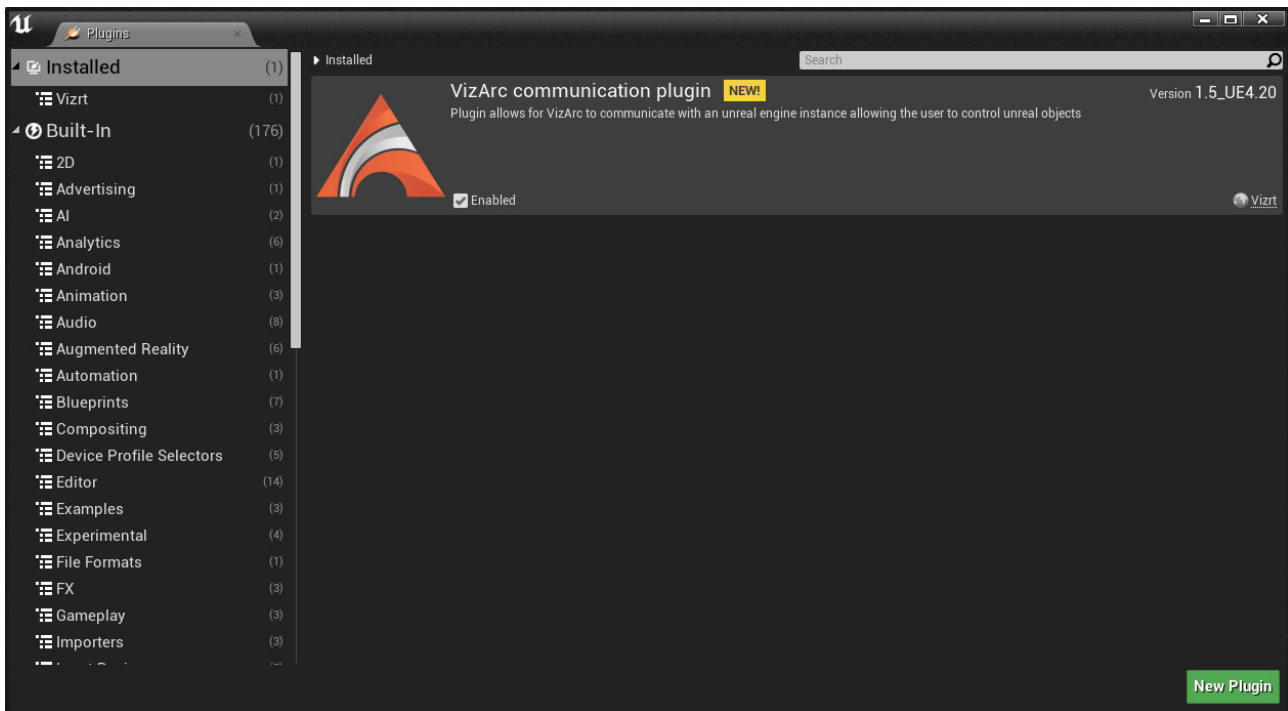 Plugins
Installed (1)
Vizrt (1)
Built-In (176)
2D (1)
Advertising (1)
AI (2)
Analytics (6)
Android (1)
Animation (3)
Audio (8)
Augmented Reality (6)
Automation (1)
Blueprints (7)
Compositing (3)
Device Profile Selectors (5)
Editor (14)
Examples (3)
Experimental (4)
File Formats (1)
FX (3)
Gameplay (3)
Importers (3)
Installed
Search
VizArc communication plugin NEW!
Version 1.5_UE4.20
Plugin allows for VizArc to communicate with an unreal engine instance allowing the user to control unreal objects
Enabled
Vizrt
New Plugin